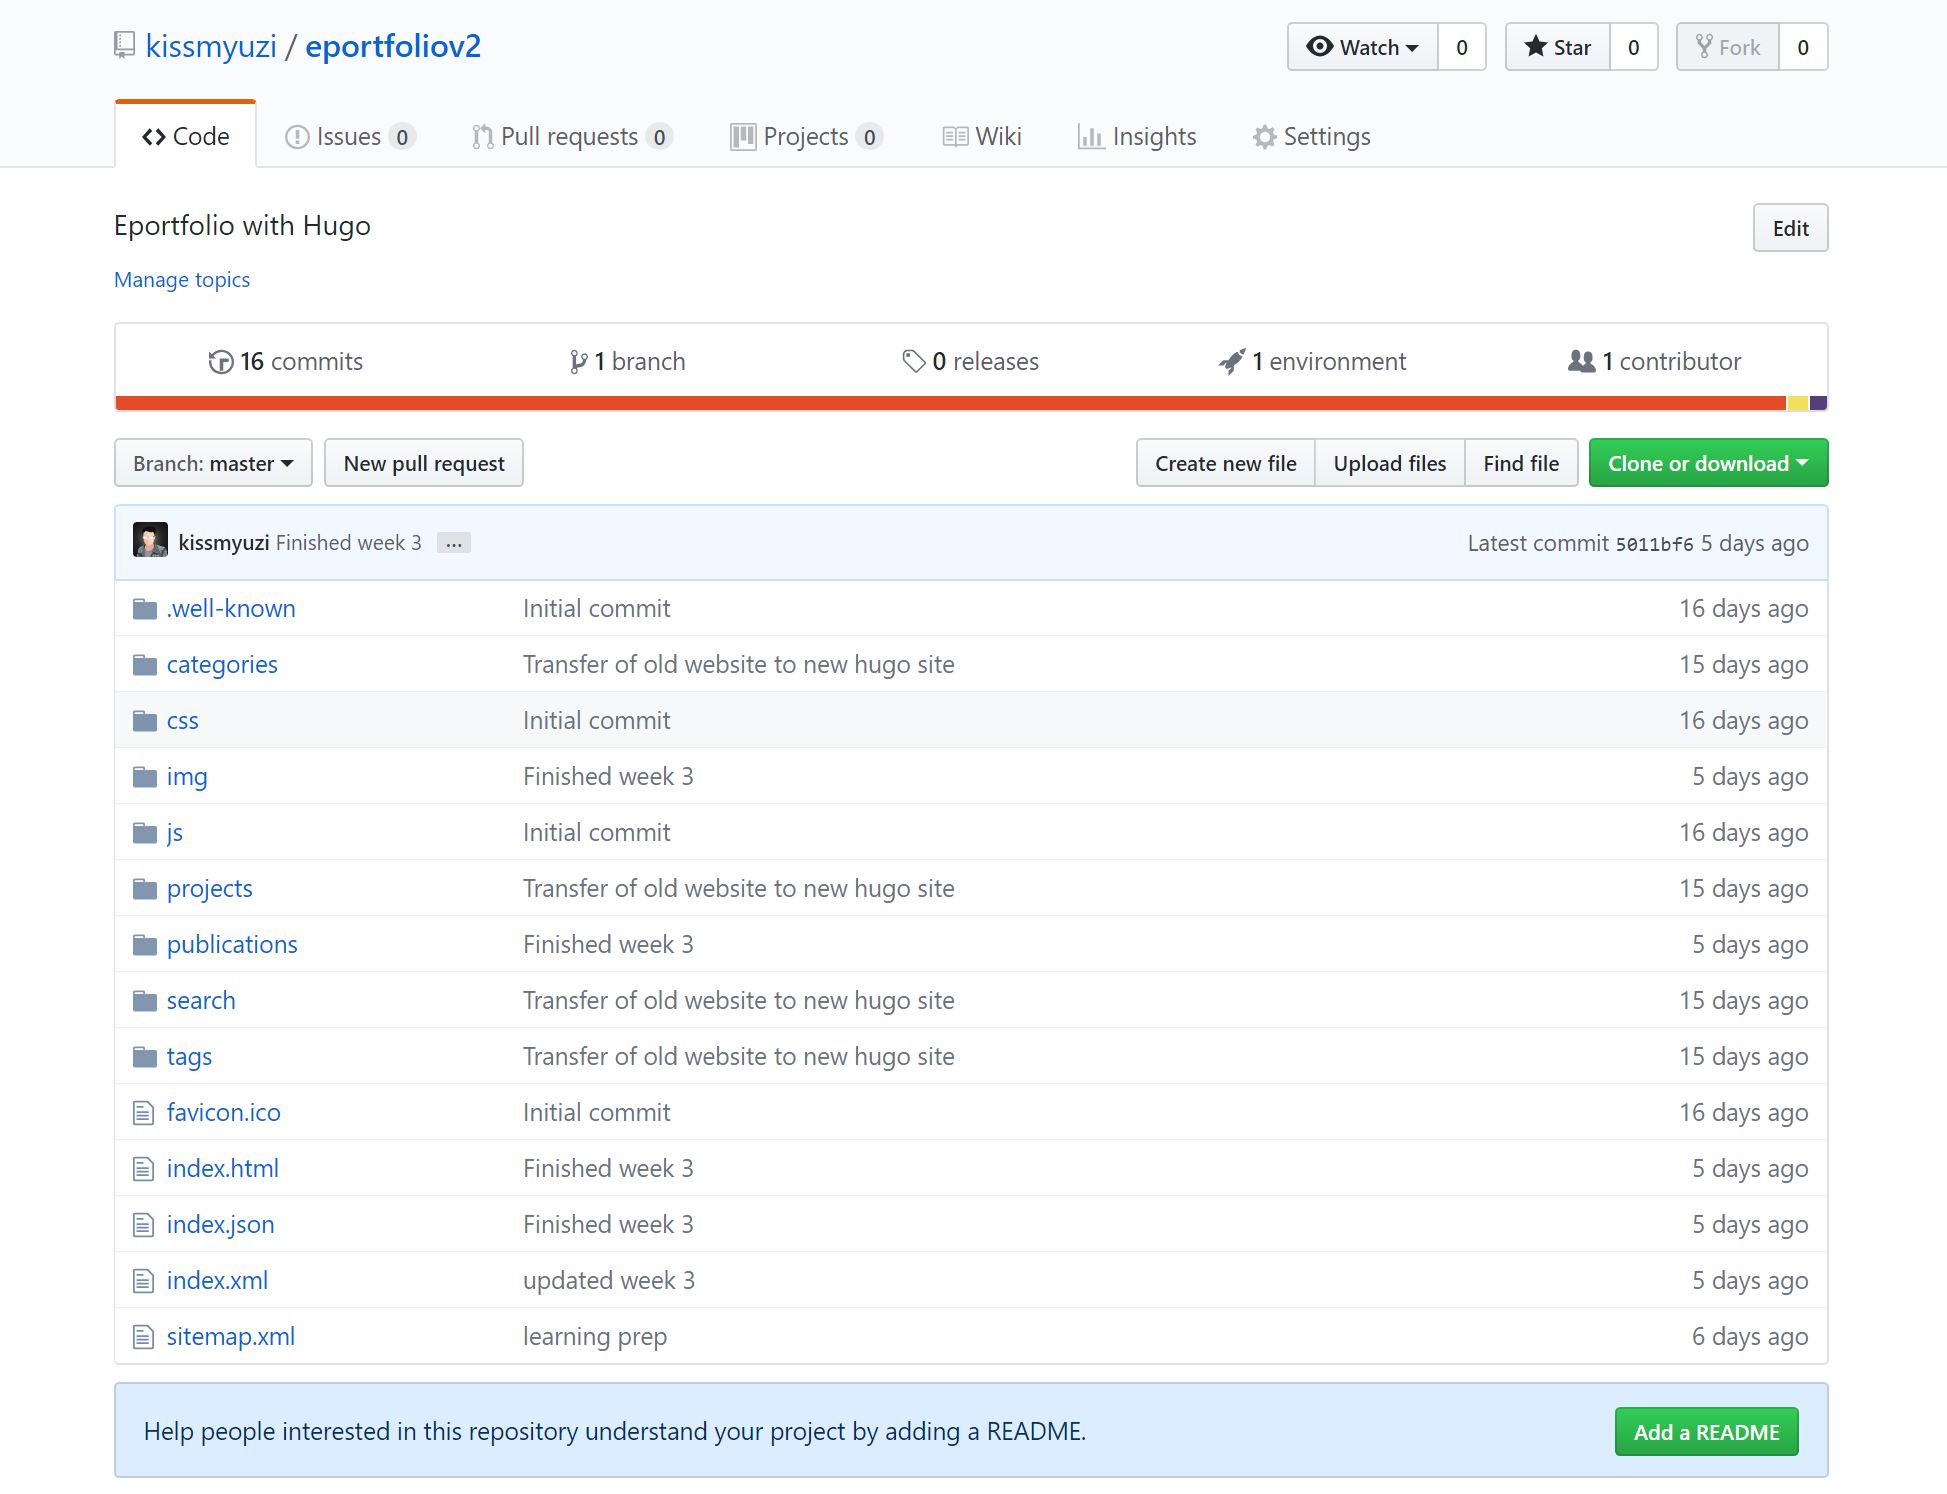 kissmyuzi / eportfoliov2 Watch 0 Star 0 Fork 0
Code Issues 0 Pull requests 0 Projects 0 Wiki Insights Settings
Eportfolio with Hugo Edit
Manage topics
16 commits 1 branch 0 releases 1 environment 1 contributor
Branch: master New pull request Create new file Upload files Find file Clone or download
kissmyuzi Finished week 3 ... Latest commit 5011bf6 5 days ago
.well-known Initial commit 16 days ago
categories Transfer of old website to new hugo site 15 days ago
css Initial commit 16 days ago
img Finished week 3 5 days ago
js Initial commit 16 days ago
projects Transfer of old website to new hugo site 15 days ago
publications Finished week 3 5 days ago
search Transfer of old website to new hugo site 15 days ago
tags Transfer of old website to new hugo site 15 days ago
favicon.ico Initial commit 16 days ago
index.html Finished week 3 5 days ago
index.json Finished week 3 5 days ago
index.xml updated week 3 5 days ago
sitemap.xml learning prep 6 days ago
Help people interested in this repository understand your project by adding a README. Add a README